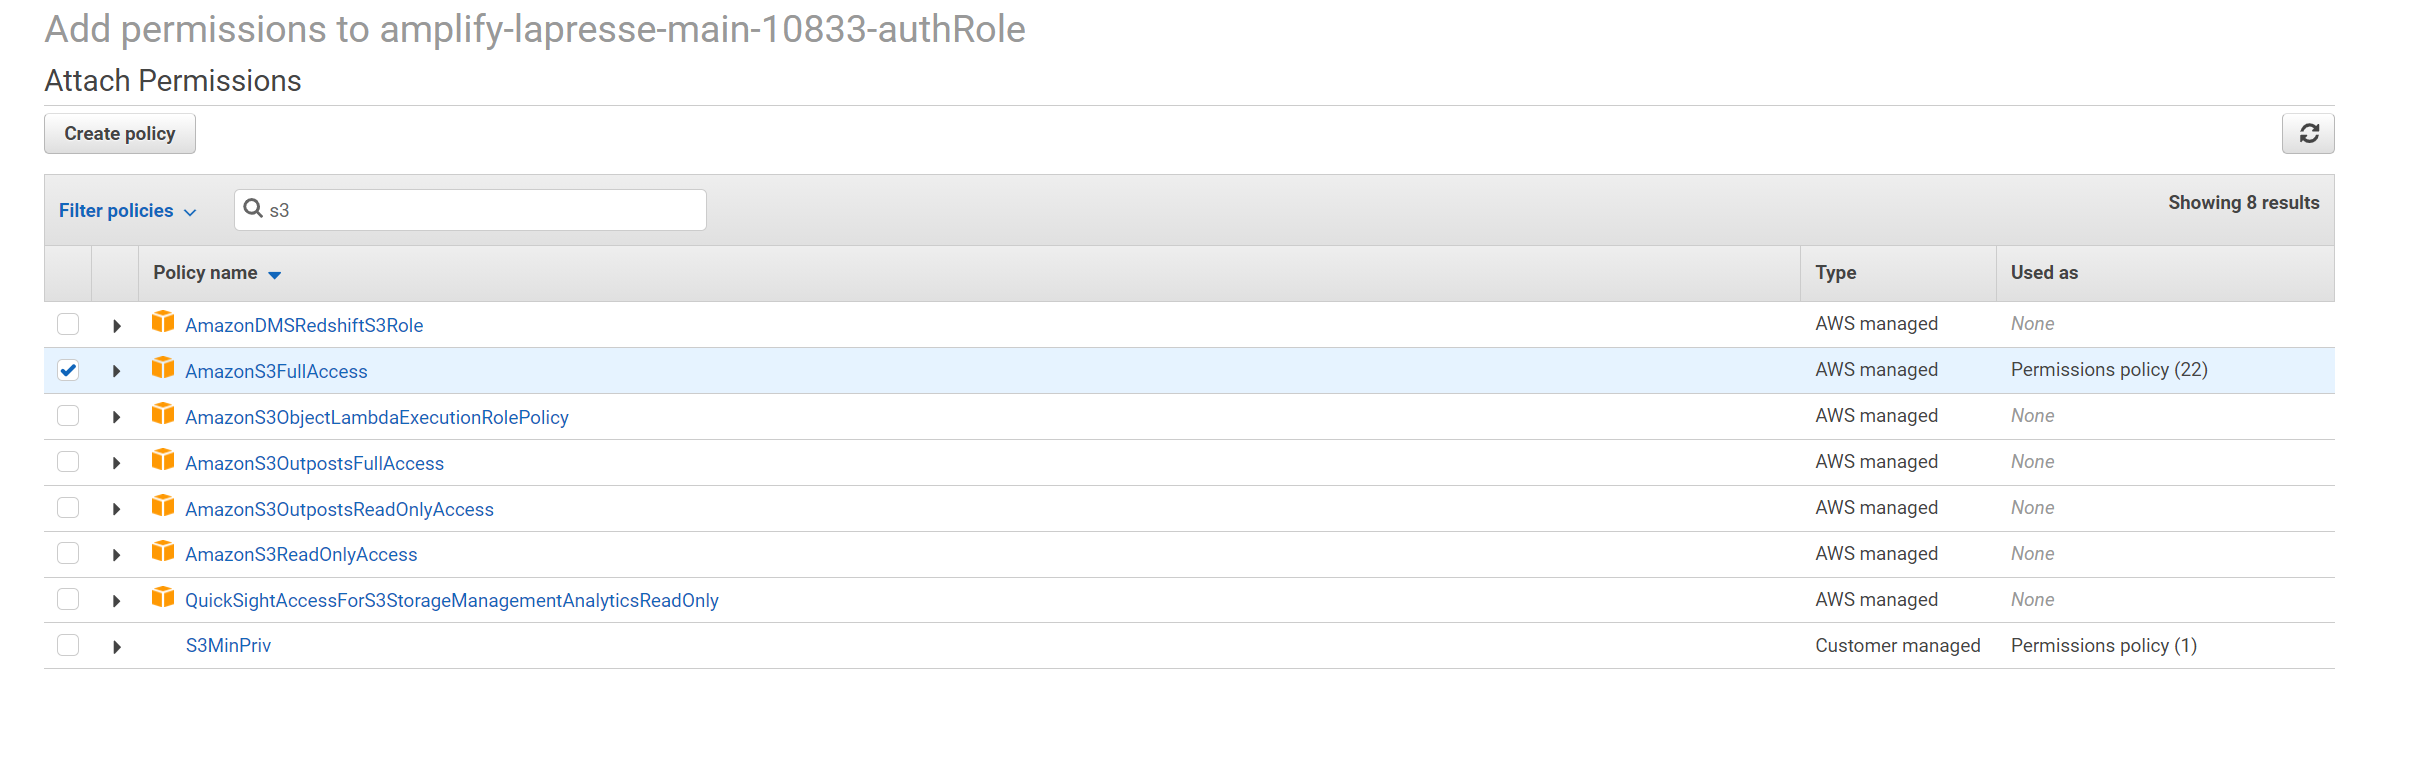 Add permissions to amplify-lapresse-main-10833-authRole
Attach Permissions
Create policy
Filter policies s3 Showing 8 results
Policy name Type Used as
AmazonDMSRedshiftS3Role AWS managed None
AmazonS3FullAccess AWS managed Permissions policy (22)
AmazonS3ObjectLambdaExecutionRolePolicy AWS managed None
AmazonS3OutpostsFullAccess AWS managed None
AmazonS3OutpostsReadOnlyAccess AWS managed None
AmazonS3ReadOnlyAccess AWS managed None
QuickSightAccessForS3StorageManagementAnalyticsReadOnly AWS managed None
S3MinPriv Customer managed Permissions policy (1)